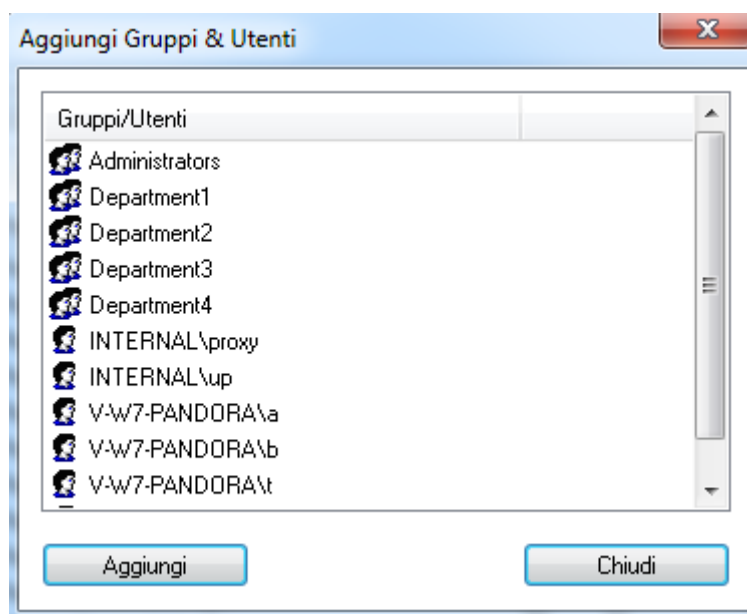 Aggiungi Gruppi & Utenti
Gruppi/Utenti
Administrators
Department1
Department2
Department3
Department4
INTERNAL\proxy
INTERNAL\up
V-W7-PANDORA\a
V-W7-PANDORA\b
V-W7-PANDORA\t
Aggiungi Chiudi